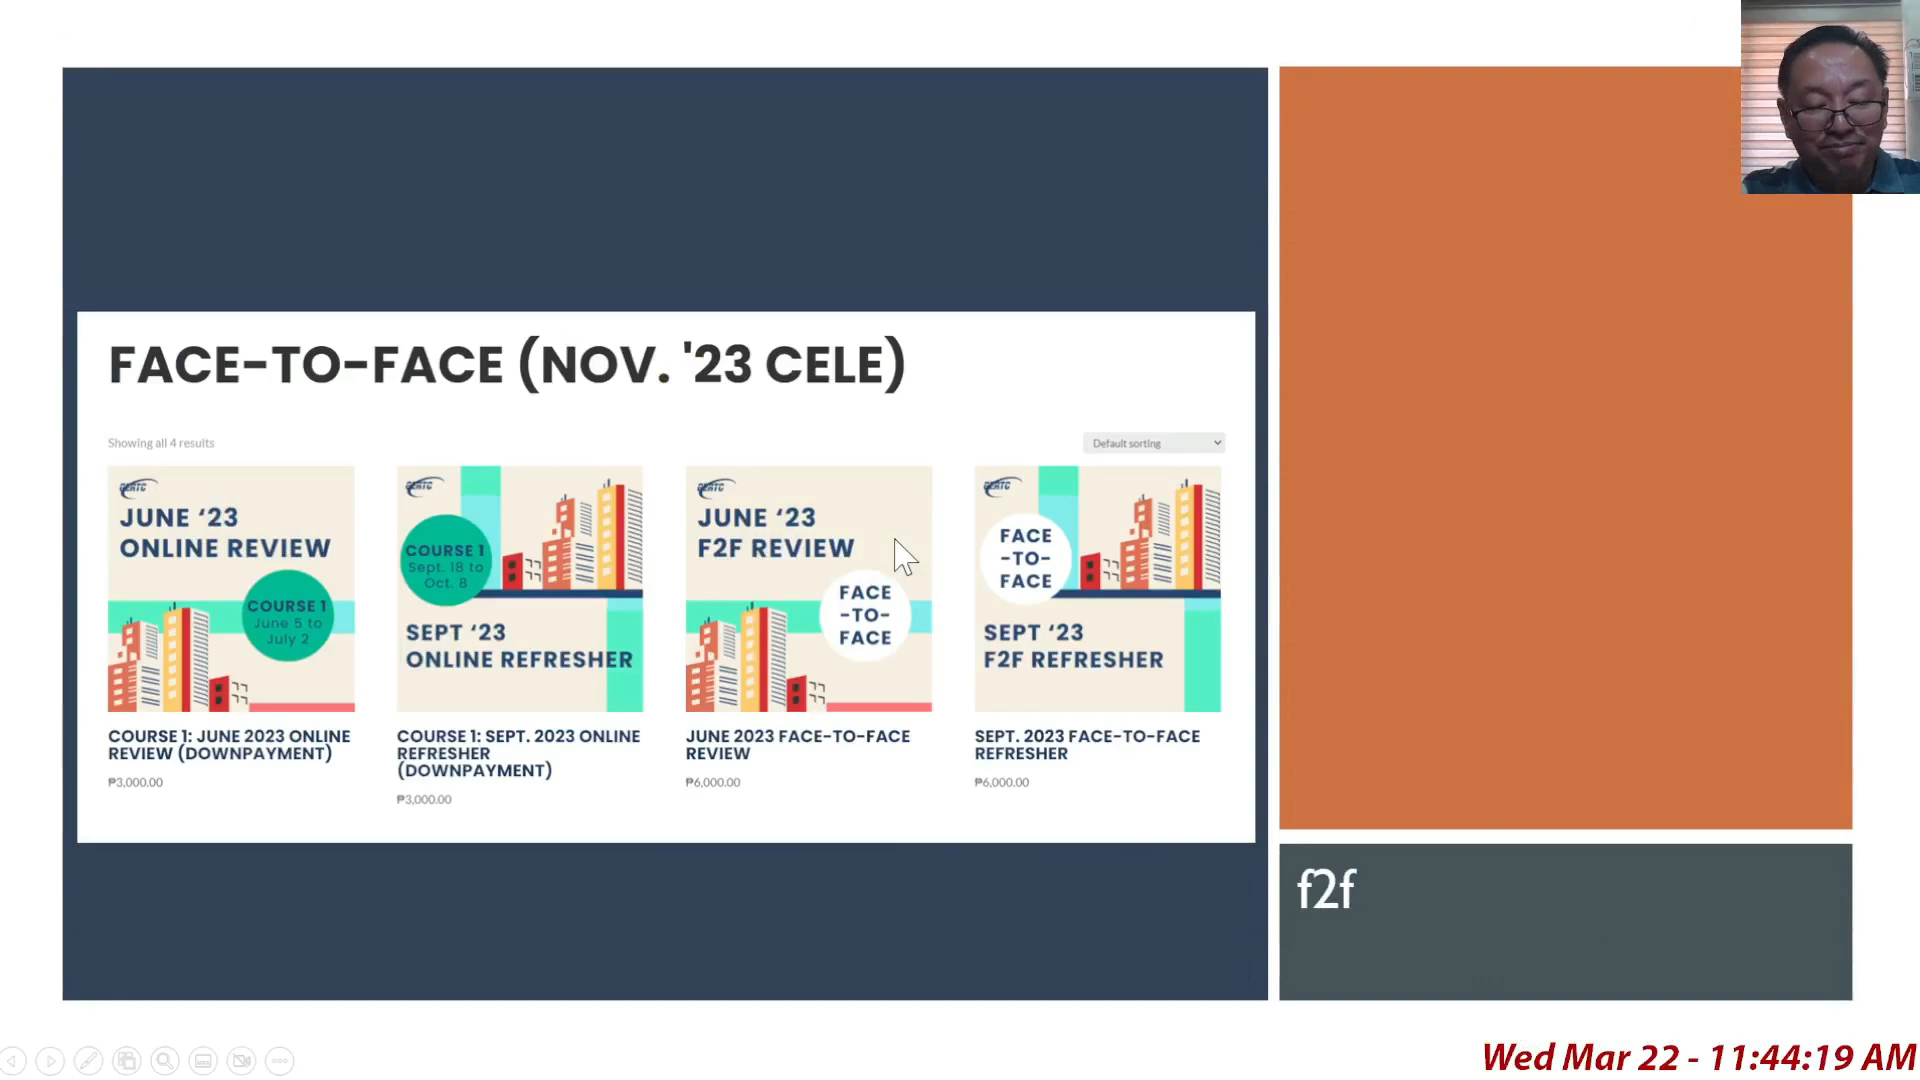 FACE-TO-FACE (NOV. '23 CELE)
Showing all 4 results
Default sorting
CERTC
JUNE ‘23
ONLINE REVIEW
COURSE 1
June 5 to
July 2
COURSE 1: JUNE 2023 ONLINE
REVIEW (DOWNPAYMENT)
₱3,000.00
CERTC
COURSE 1
Sept. 18 to
Oct. 8
SEPT ‘23
ONLINE REFRESHER
COURSE 1: SEPT. 2023 ONLINE
REFRESHER
(DOWNPAYMENT)
₱3,000.00
CERTC
JUNE ‘23
F2F REVIEW
FACE
-TO-
FACE
JUNE 2023 FACE-TO-FACE
REVIEW
₱6,000.00
CERTC
FACE
-TO-
FACE
SEPT ‘23
F2F REFRESHER
SEPT. 2023 FACE-TO-FACE
REFRESHER
₱6,000.00
f2f
Wed Mar 22 - 11:44:19 AM